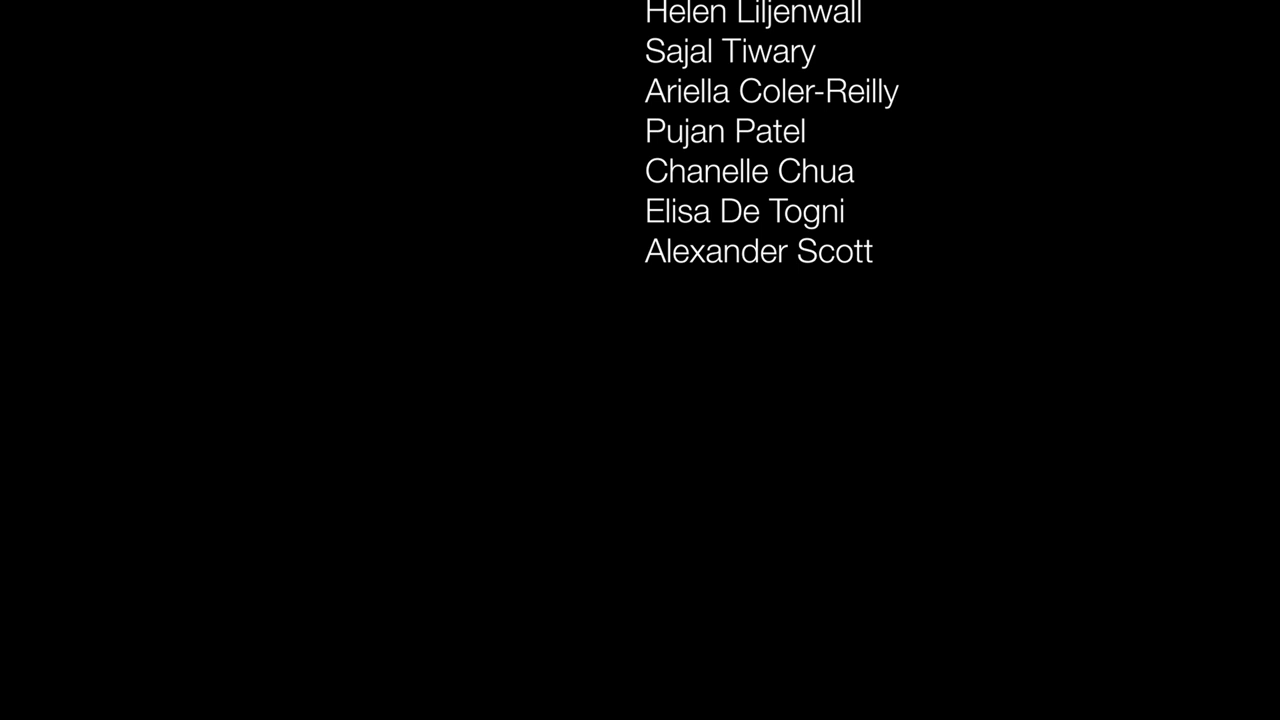 Helen Liljenwall
Sajal Tiwary
Ariella Coler-Reilly
Pujan Patel
Chanelle Chua
Elisa De Togni
Alexander Scott